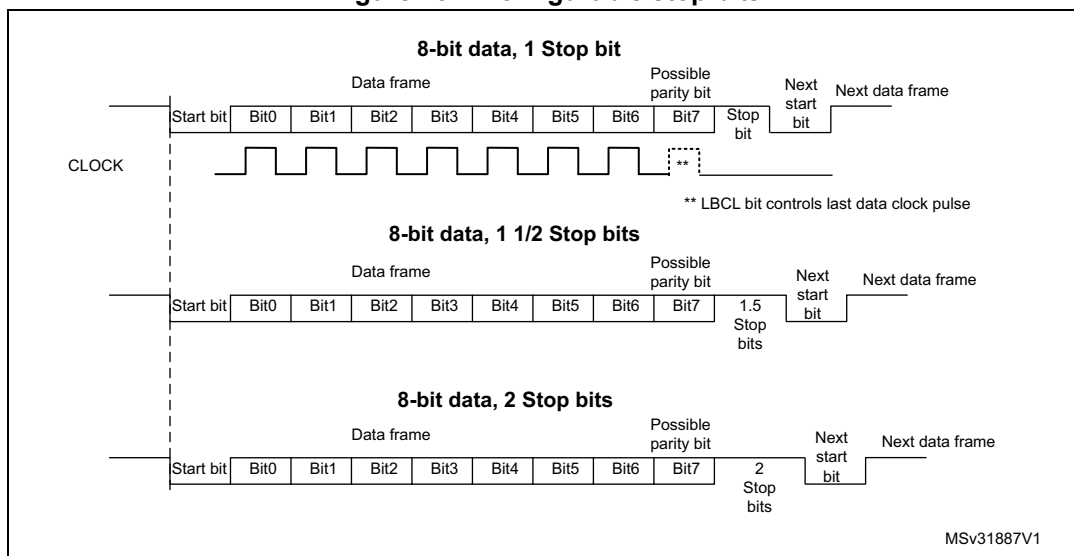 8-bit data, 1 Stop bit
Data frame
Possible
parity bit
Next
start
bit
Next data frame
Start bit Bit0 Bit1 Bit2 Bit3 Bit4 Bit5 Bit6 Bit7 Stop
bit
CLOCK
**
** LBCL bit controls last data clock pulse
8-bit data, 1 1/2 Stop bits
Data frame
Possible
parity bit
Next
start
bit
Next data frame
Start bit Bit0 Bit1 Bit2 Bit3 Bit4 Bit5 Bit6 Bit7 1.5
Stop
bits
8-bit data, 2 Stop bits
Data frame
Possible
parity bit
Next
start
bit
Next data frame
Start bit Bit0 Bit1 Bit2 Bit3 Bit4 Bit5 Bit6 Bit7 2
Stop
bits
MSv31887V1